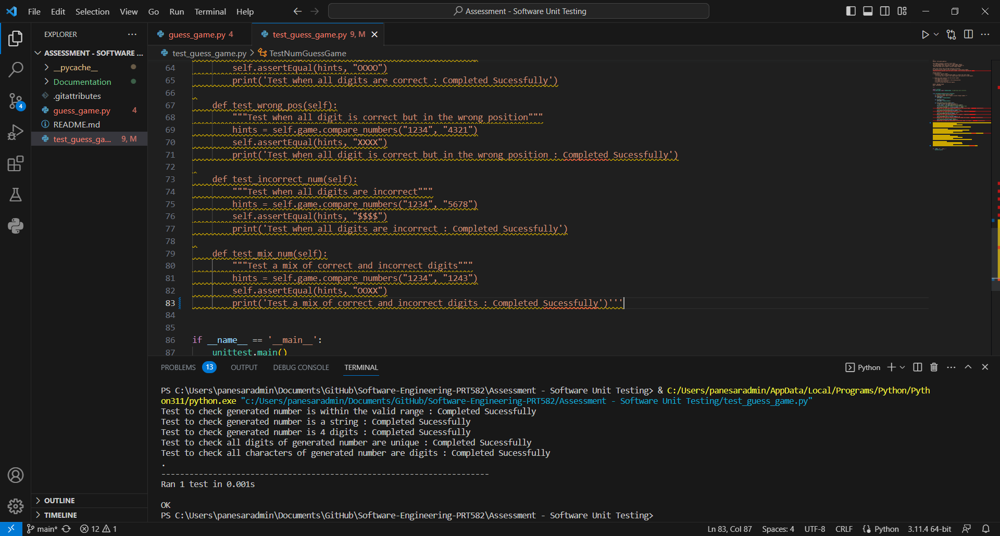 File Edit Selection View Go Run Terminal Help
Assessment - Software Unit Testing
EXPLORER
guess_game.py 4
test_guess_game.py 9, M
ASSESSMENT - SOFTWARE ...
__pycache__
Documentation
.gitattributes
guess_game.py 4
README.md
test_guess_ga... 9, M
OUTLINE
TIMELINE
4
test_guess_game.py > TestNumGuessGame
64 self.assertEqual(hints, "OOOO")
65 print('Test when all digits are correct : Completed Sucessfully')
66
67 def test_wrong_pos(self):
68 """Test when all digit is correct but in the wrong position"""
69 hints = self.game.compare_numbers("1234", "4321")
70 self.assertEqual(hints, "XXXX")
71 print('Test when all digit is correct but in the wrong position : Completed Sucessfully')
72
73 def test_incorrect_num(self):
74 """Test when all digits are incorrect"""
75 hints = self.game.compare_numbers("1234", "5678")
76 self.assertEqual(hints, "$$$$")
77 print('Test when all digits are incorrect : Completed Sucessfully')
78
79 def test_mix_num(self):
80 """Test a mix of correct and incorrect digits"""
81 hints = self.game.compare_numbers("1234", "1243")
82 self.assertEqual(hints, "OOXX")
83 print('Test a mix of correct and incorrect digits : Completed Sucessfully')'''
84
85
86 if __name__ == '__main__':
87 unittest.main()
PROBLEMS 13 OUTPUT DEBUG CONSOLE TERMINAL
Python
PS C:\Users\panesaradmin\Documents\GitHub\Software-Engineering-PRT582\Assessment - Software Unit Testing> & C:/Users/panesaradmin/AppData/Local/Programs/Python/Pyth
on311/python.exe "c:/Users/panesaradmin/Documents/GitHub/Software-Engineering-PRT582/Assessment - Software Unit Testing/test_guess_game.py"
Test to check generated number is within the valid range : Completed Sucessfully
Test to check generated number is a string : Completed Sucessfully
Test to check generated number is 4 digits : Completed Sucessfully
Test to check all digits of generated number are unique : Completed Sucessfully
Test to check all characters of generated number are digits : Completed Sucessfully
.
----------------------------------------------------------------------
Ran 1 test in 0.001s
OK
PS C:\Users\panesaradmin\Documents\GitHub\Software-Engineering-PRT582\Assessment - Software Unit Testing>
main* 12 1
Ln 83, Col 87 Spaces: 4 UTF-8 CRLF Python 3.11.4 64-bit